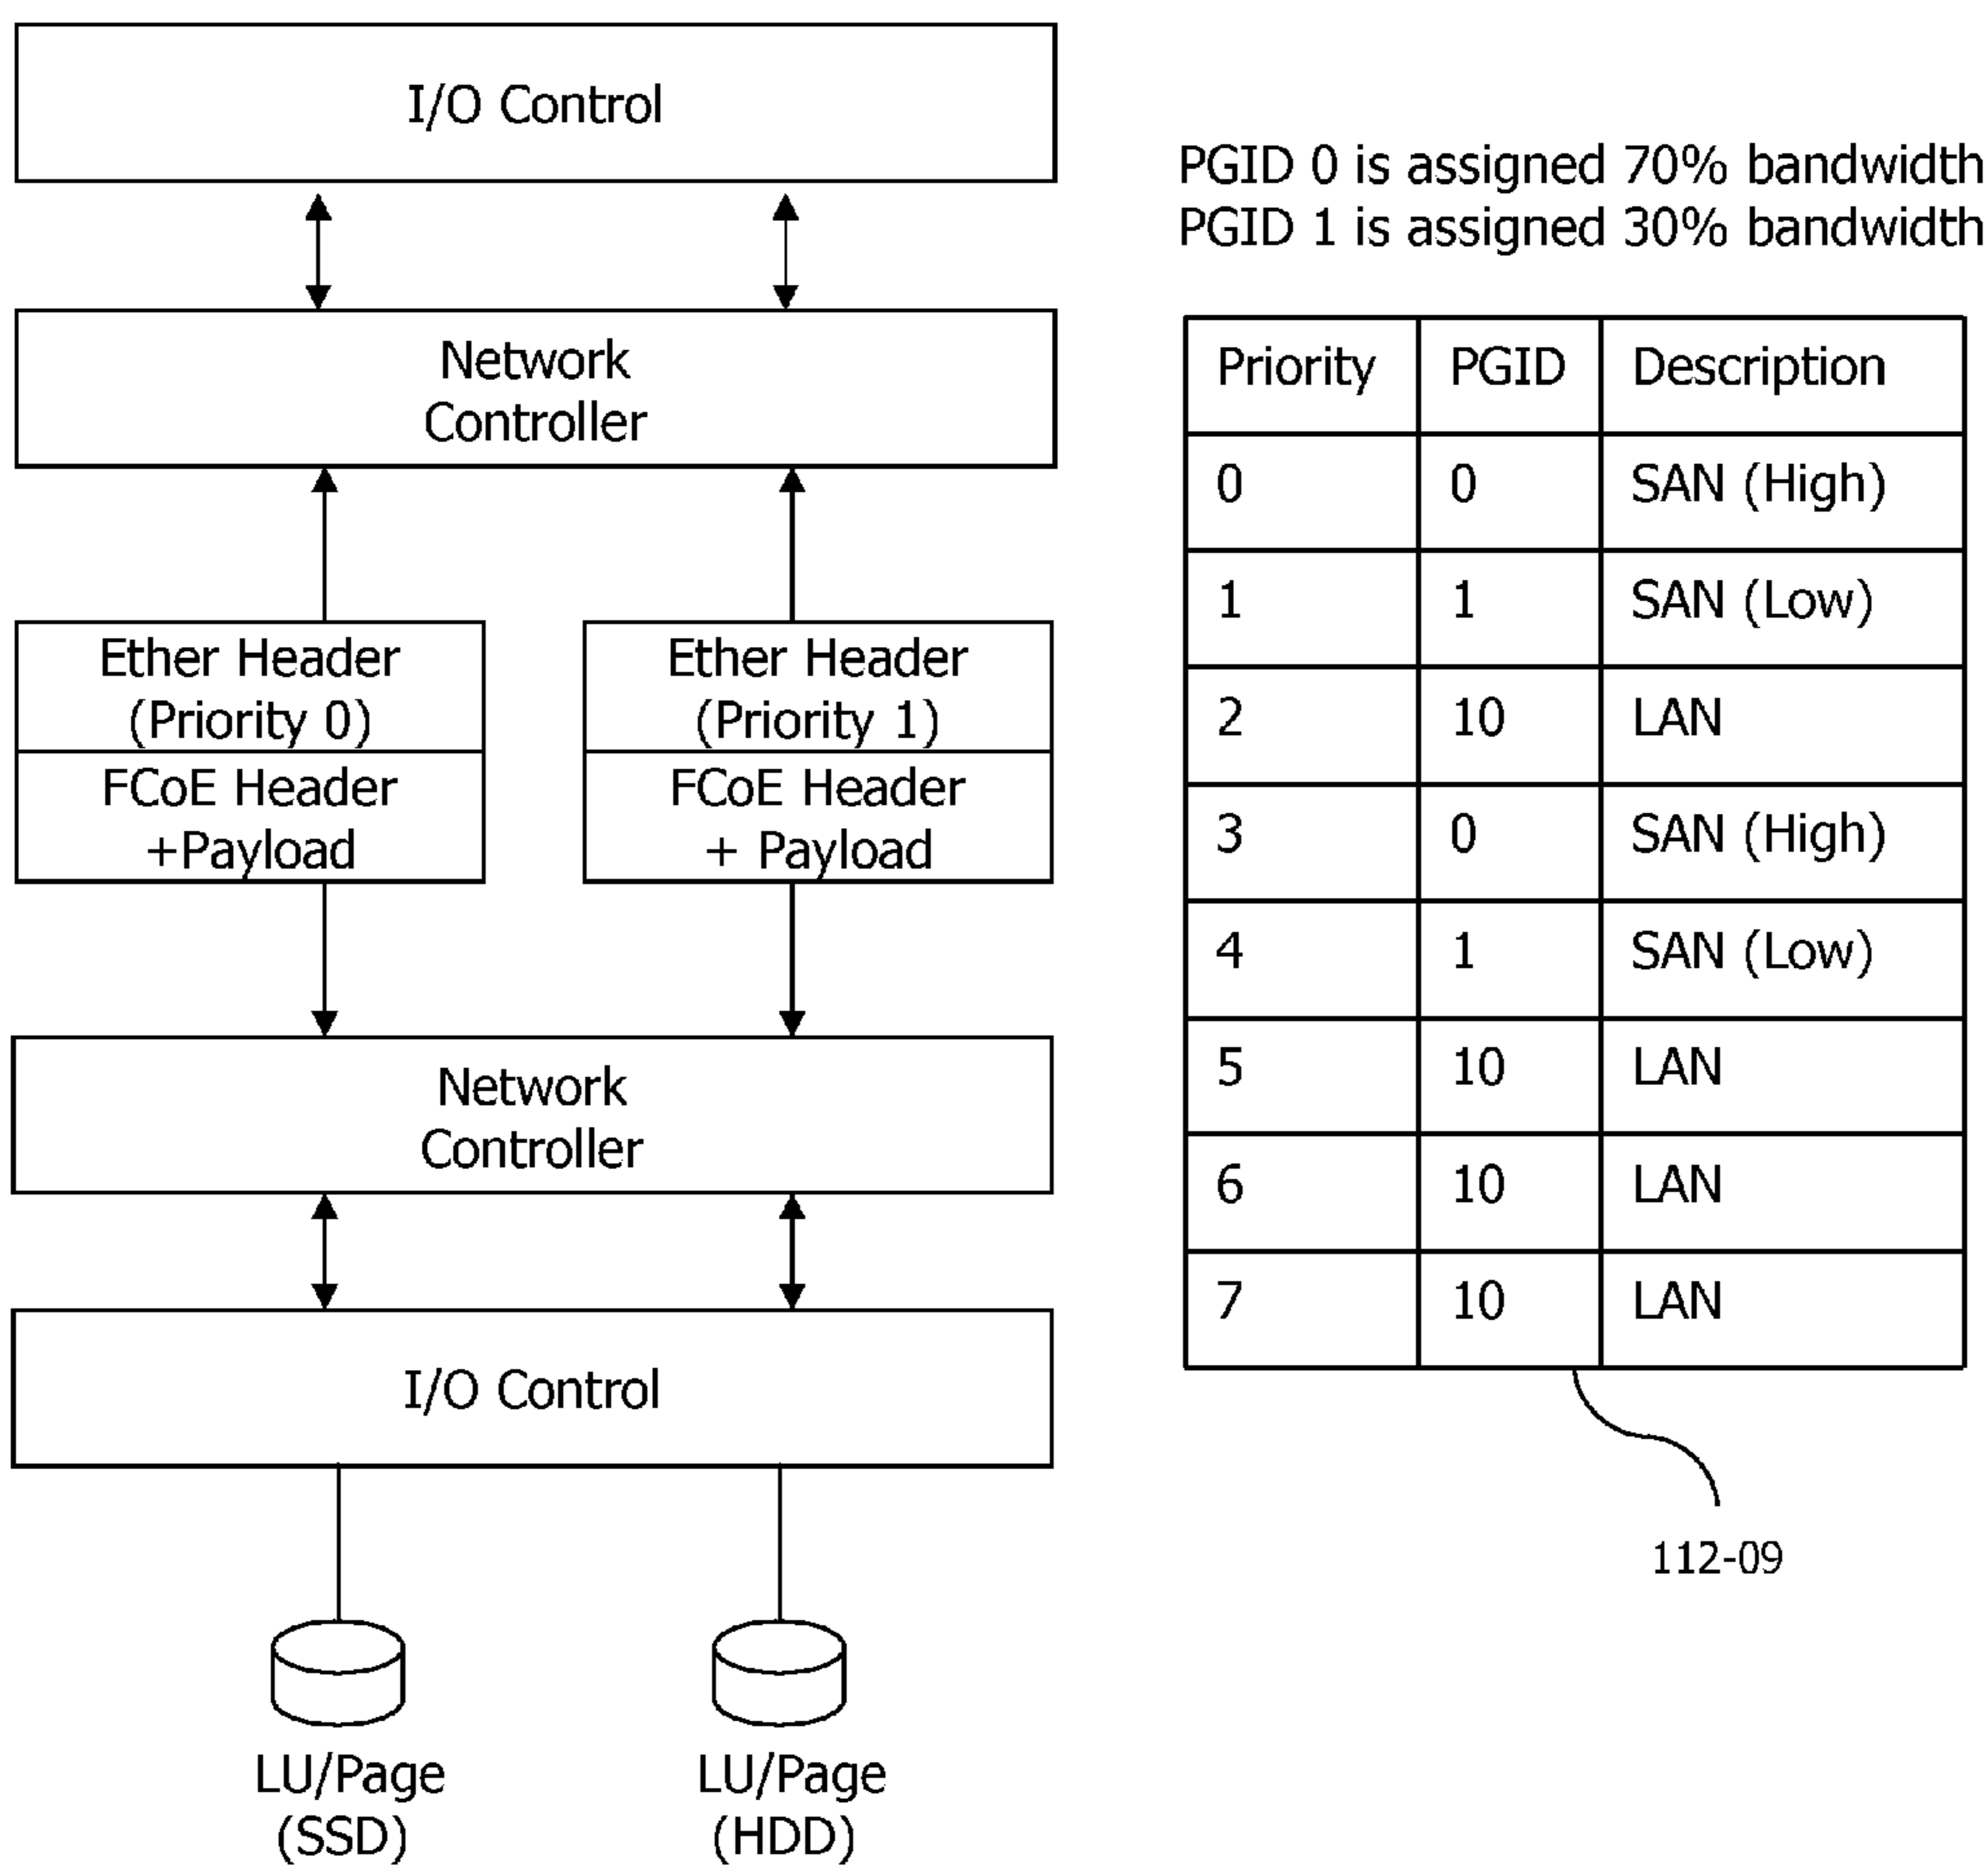 I/O Control
Network
Controller
Ether Header
(Priority 0)
FCoE Header
+Payload
Ether Header
(Priority 1)
FCoE Header
+ Payload
Network
Controller
I/O Control
LU/Page
(SSD)
LU/Page
(HDD)
PGID 0 is assigned 70% bandwidth
PGID 1 is assigned 30% bandwidth
Priority PGID Description
0 0 SAN (High)
1 1 SAN (Low)
2 10 LAN
3 0 SAN (High)
4 1 SAN (Low)
5 10 LAN
6 10 LAN
7 10 LAN
112-09